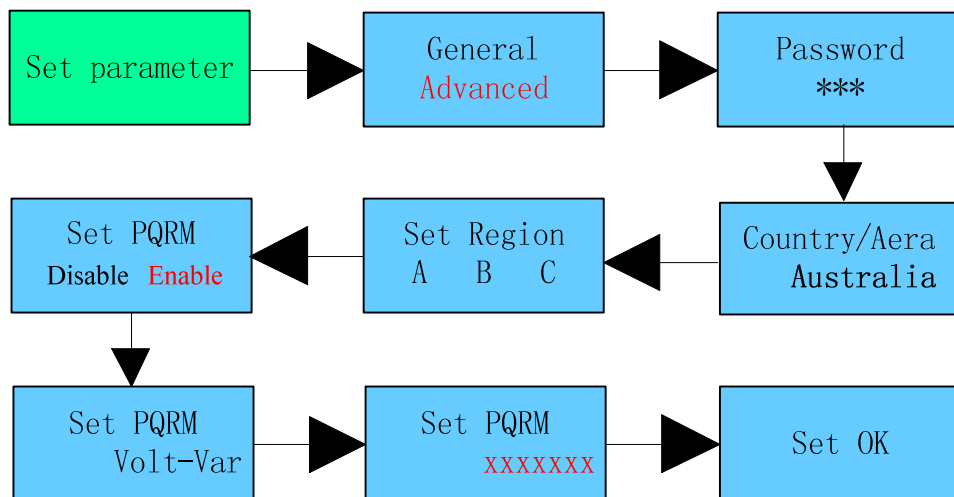 Set parameter
General
Advanced
Password
***
Country/Aera
Australia
Set Region
A B C
Set PQRM
Disable Enable
Set PQRM
Volt-Var
Set PQRM
XXXXXXX
Set OK